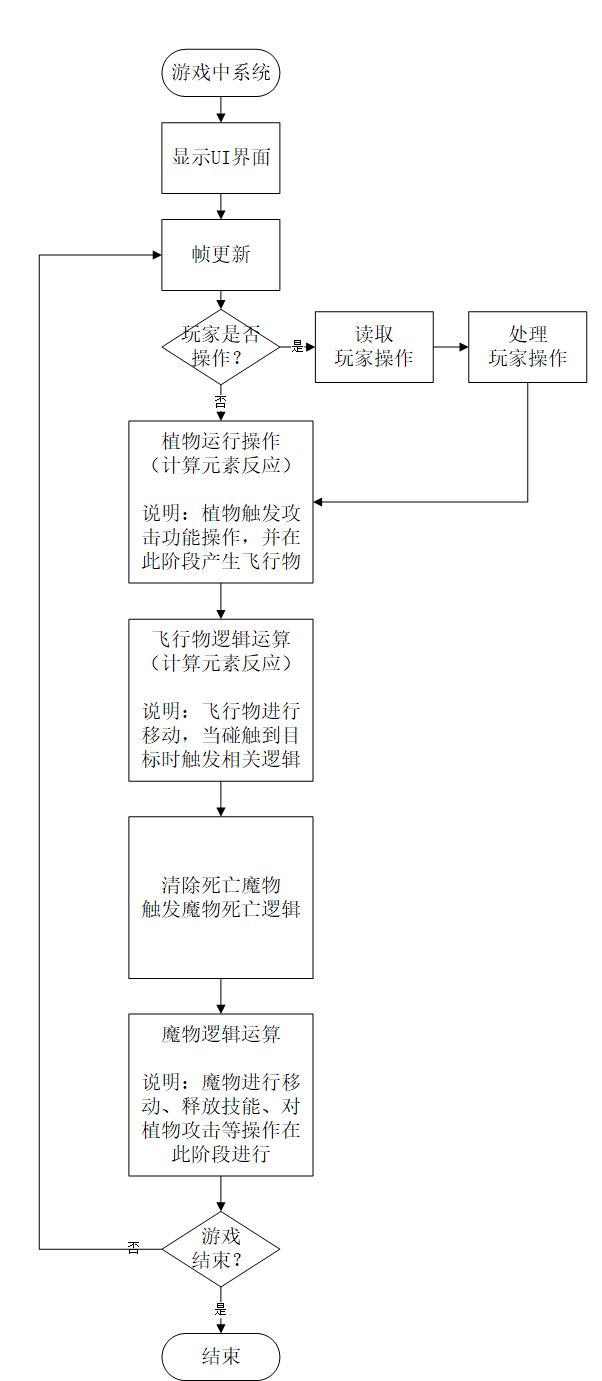 游戏中系统
显示UI界面
帧更新
玩家是否
操作？
是
读取
玩家操作
处理
玩家操作
否
植物运行操作
（计算元素反应）
说明：植物触发攻
击功能操作，并在
此阶段产生飞行物
飞行物逻辑运算
（计算元素反应）
说明：飞行物进行
移动，当碰触到目
标时触发相关逻辑
清除死亡魔物
触发魔物死亡逻辑
魔物逻辑运算
说明：魔物进行移
动、释放技能、对
植物攻击等操作在
此阶段进行
游戏
结束？
否
是
结束